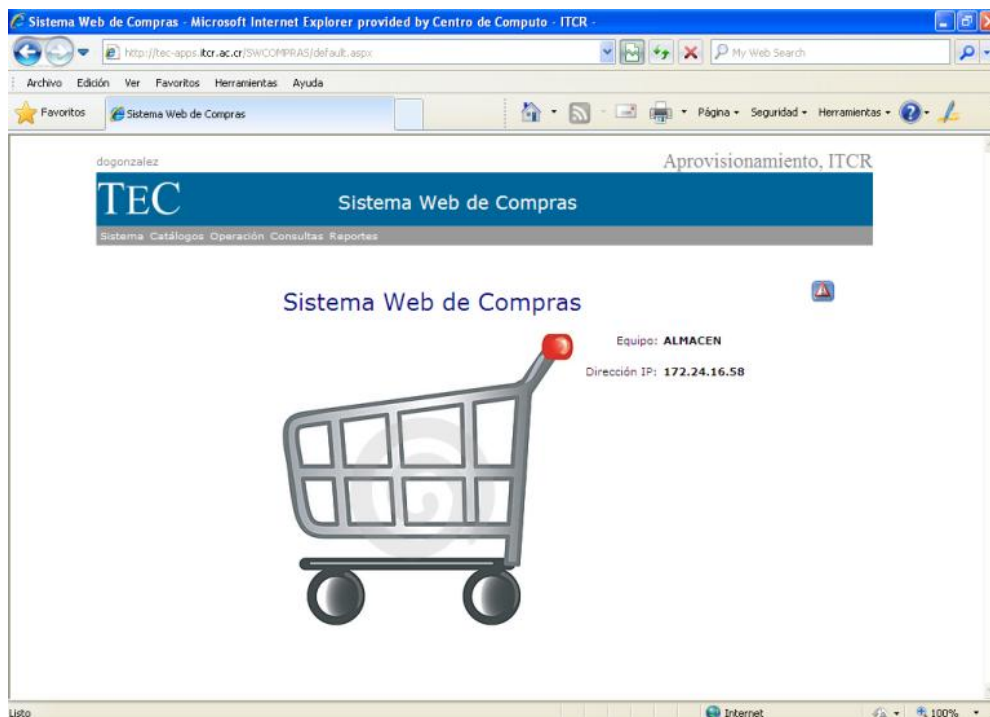 Sistema Web de Compras - Microsoft Internet Explorer provided by Centro de Computo - ITCR -
http://tec-apps.itcr.ac.cr/SWCOMPRAS/default.aspx
My Web Search
Archivo Edición Ver Favoritos Herramientas Ayuda
Favoritos Sistema Web de Compras Página Seguridad Herramientas
dogonzalez Aprovisionamiento, ITCR
TEC Sistema Web de Compras
Sistema Catálogos Operación Consultas Reportes
Sistema Web de Compras
Equipo: ALMACEN
Dirección IP: 172.24.16.58
Listo Internet 100%